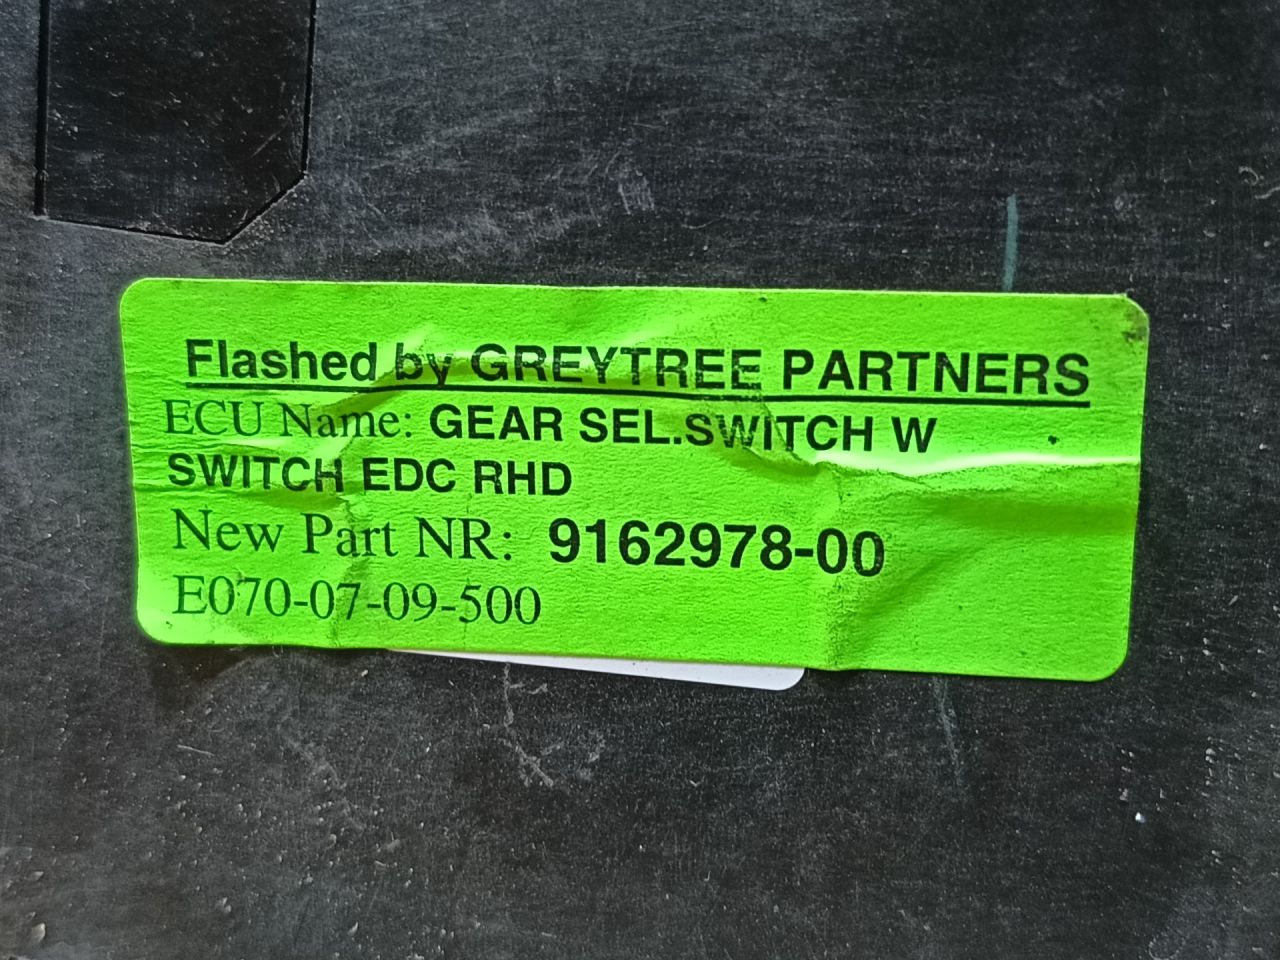 Flashed by GREYTREE PARTNERS
ECU Name: GEAR SEL.SWITCH W
SWITCH EDC RHD
New Part NR: 9162978-00
E070-07-09-500